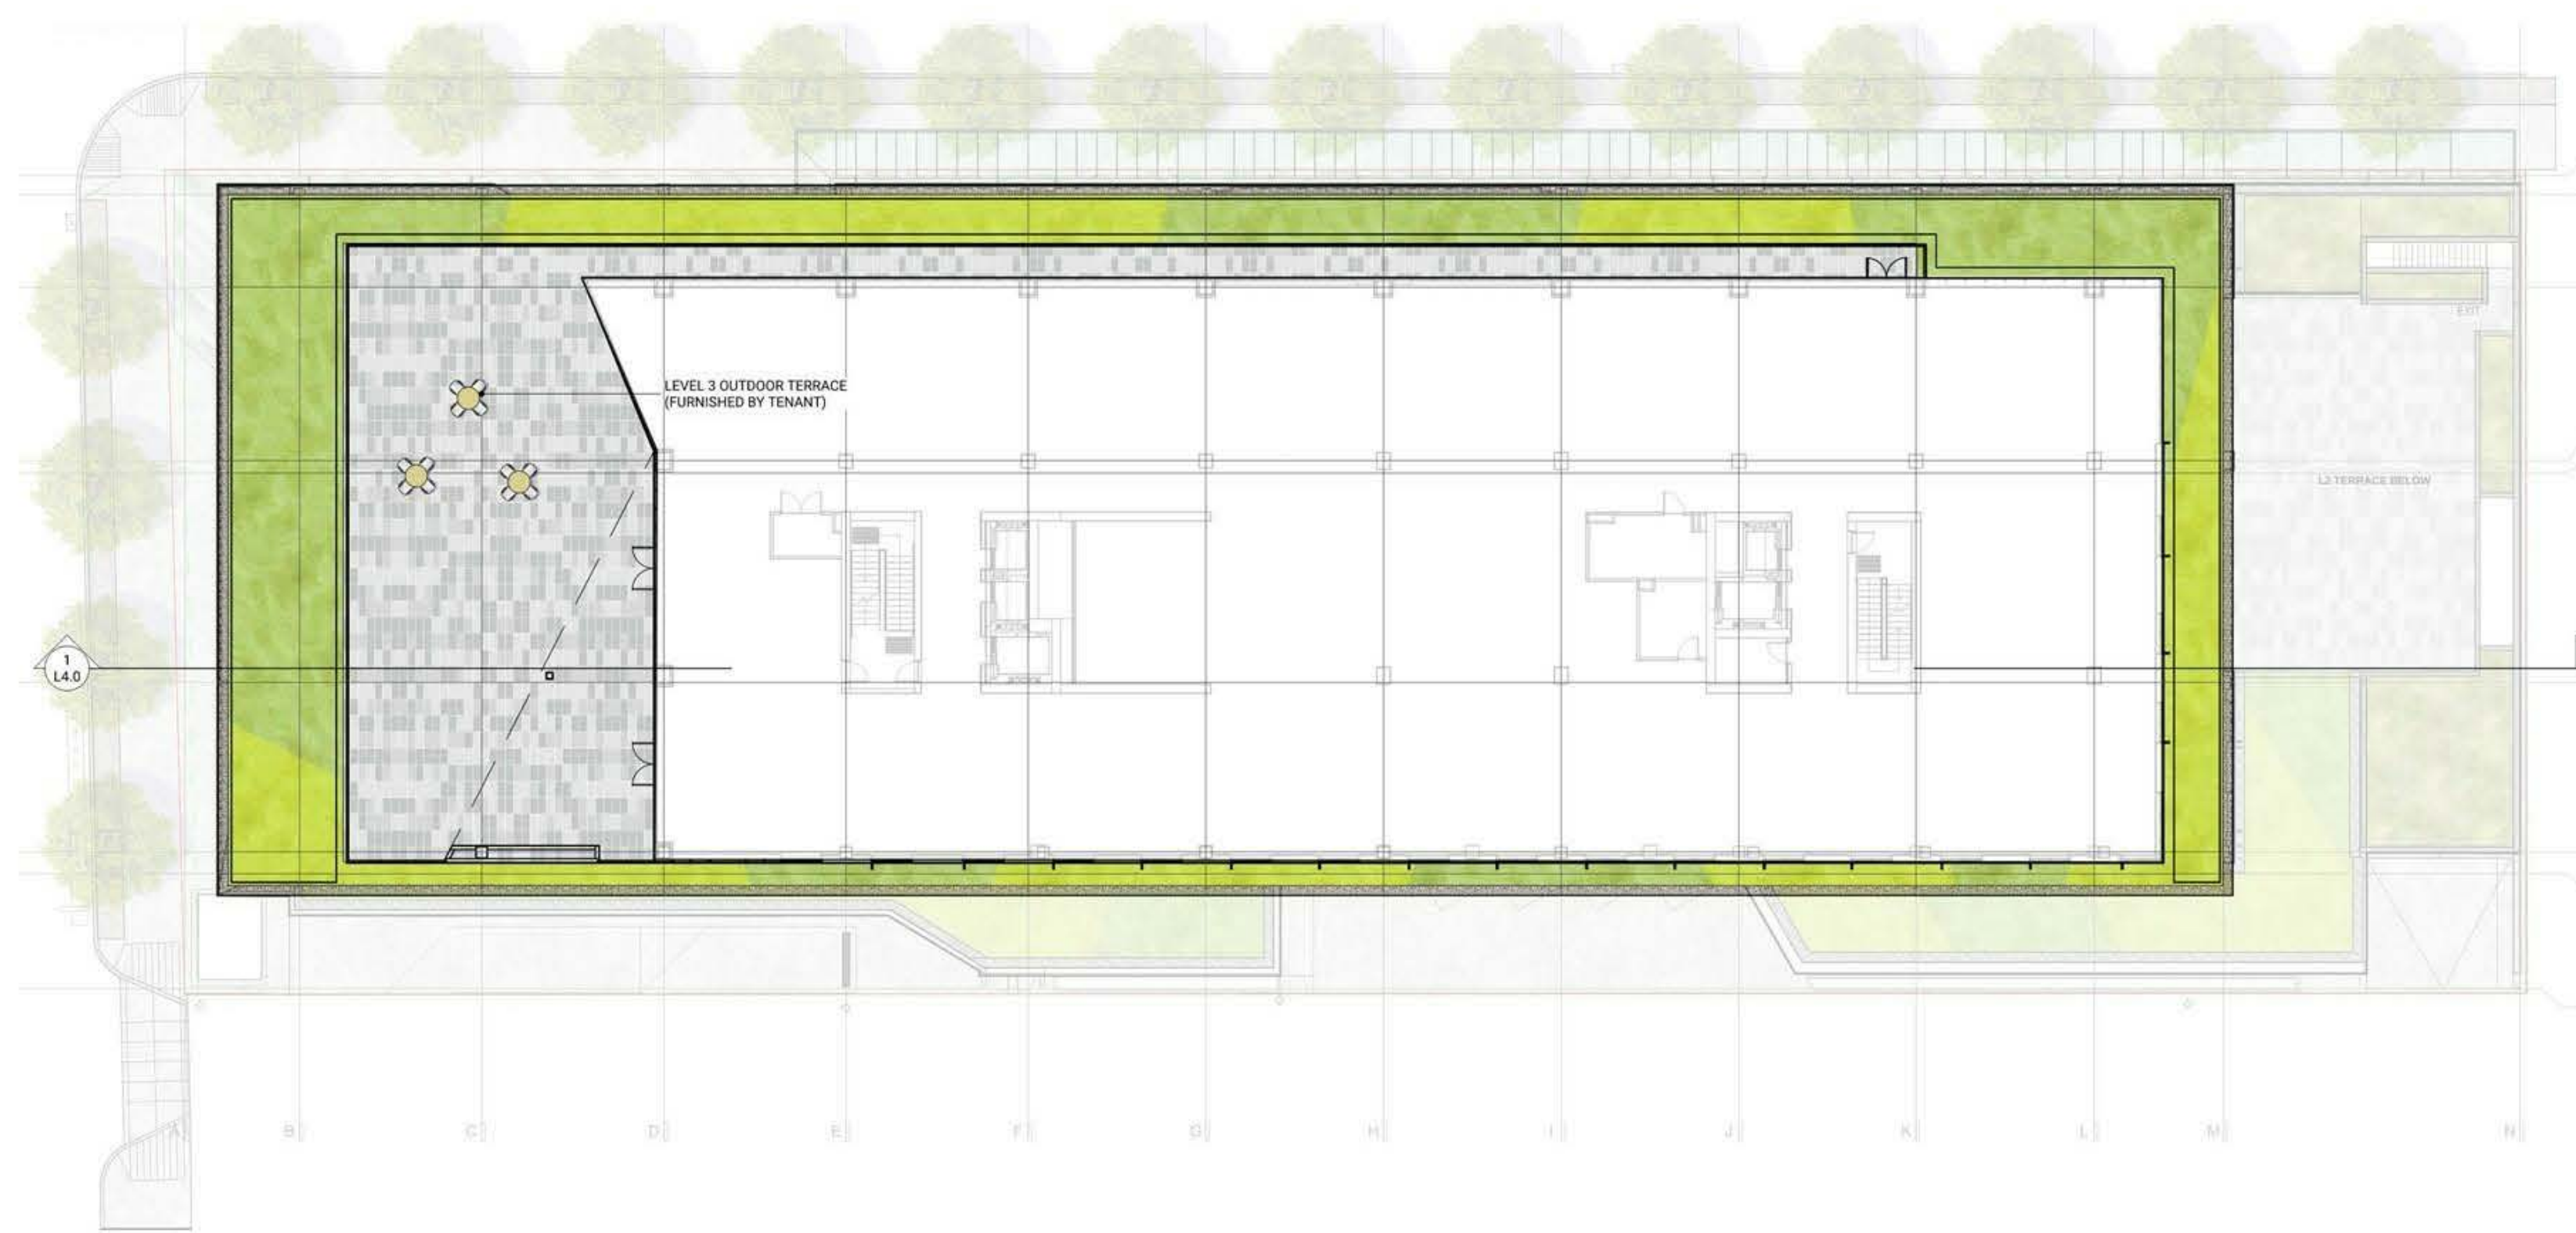 EXIT
LEVEL 3 OUTDOOR TERRACE
(FURNISHED BY TENANT)
L2 TERRACE BELOW
1
L4.0
A B C D E F G H I J K L M N